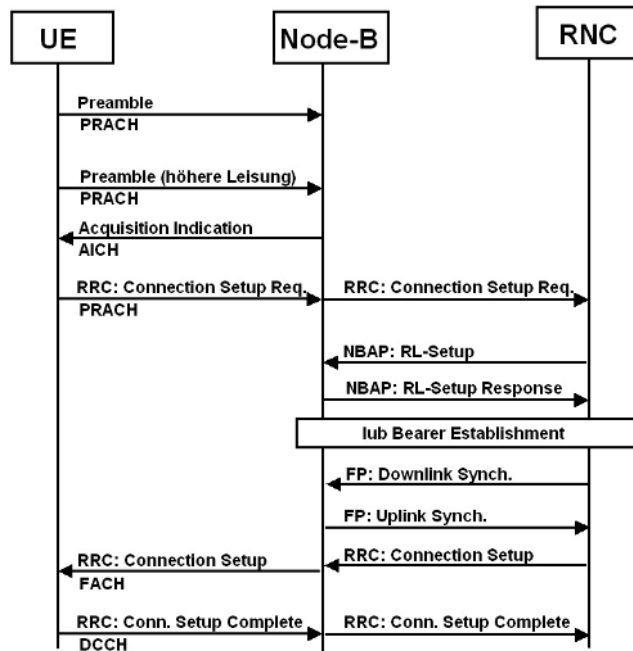 UE
Node-B
RNC
Preamble
PRACH
Preamble (höhere Leisung)
PRACH
Acquisition Indication
AICH
RRC: Connection Setup Req.
RRC: Connection Setup Req.
PRACH
NBAP: RL-Setup
NBAP: RL-Setup Response
Iub Bearer Establishment
FP: Downlink Synch.
FP: Uplink Synch.
RRC: Connection Setup
RRC: Connection Setup
FACH
RRC: Conn. Setup Complete
RRC: Conn. Setup Complete
DCCH